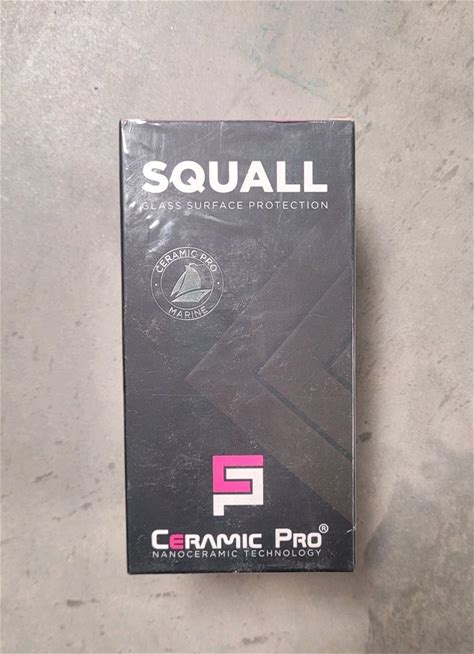 SQUALL
GLASS SURFACE PROTECTION
CERAMIC PRO
MARINE
CERAMIC PRO®
NANOCERAMIC TECHNOLOGY